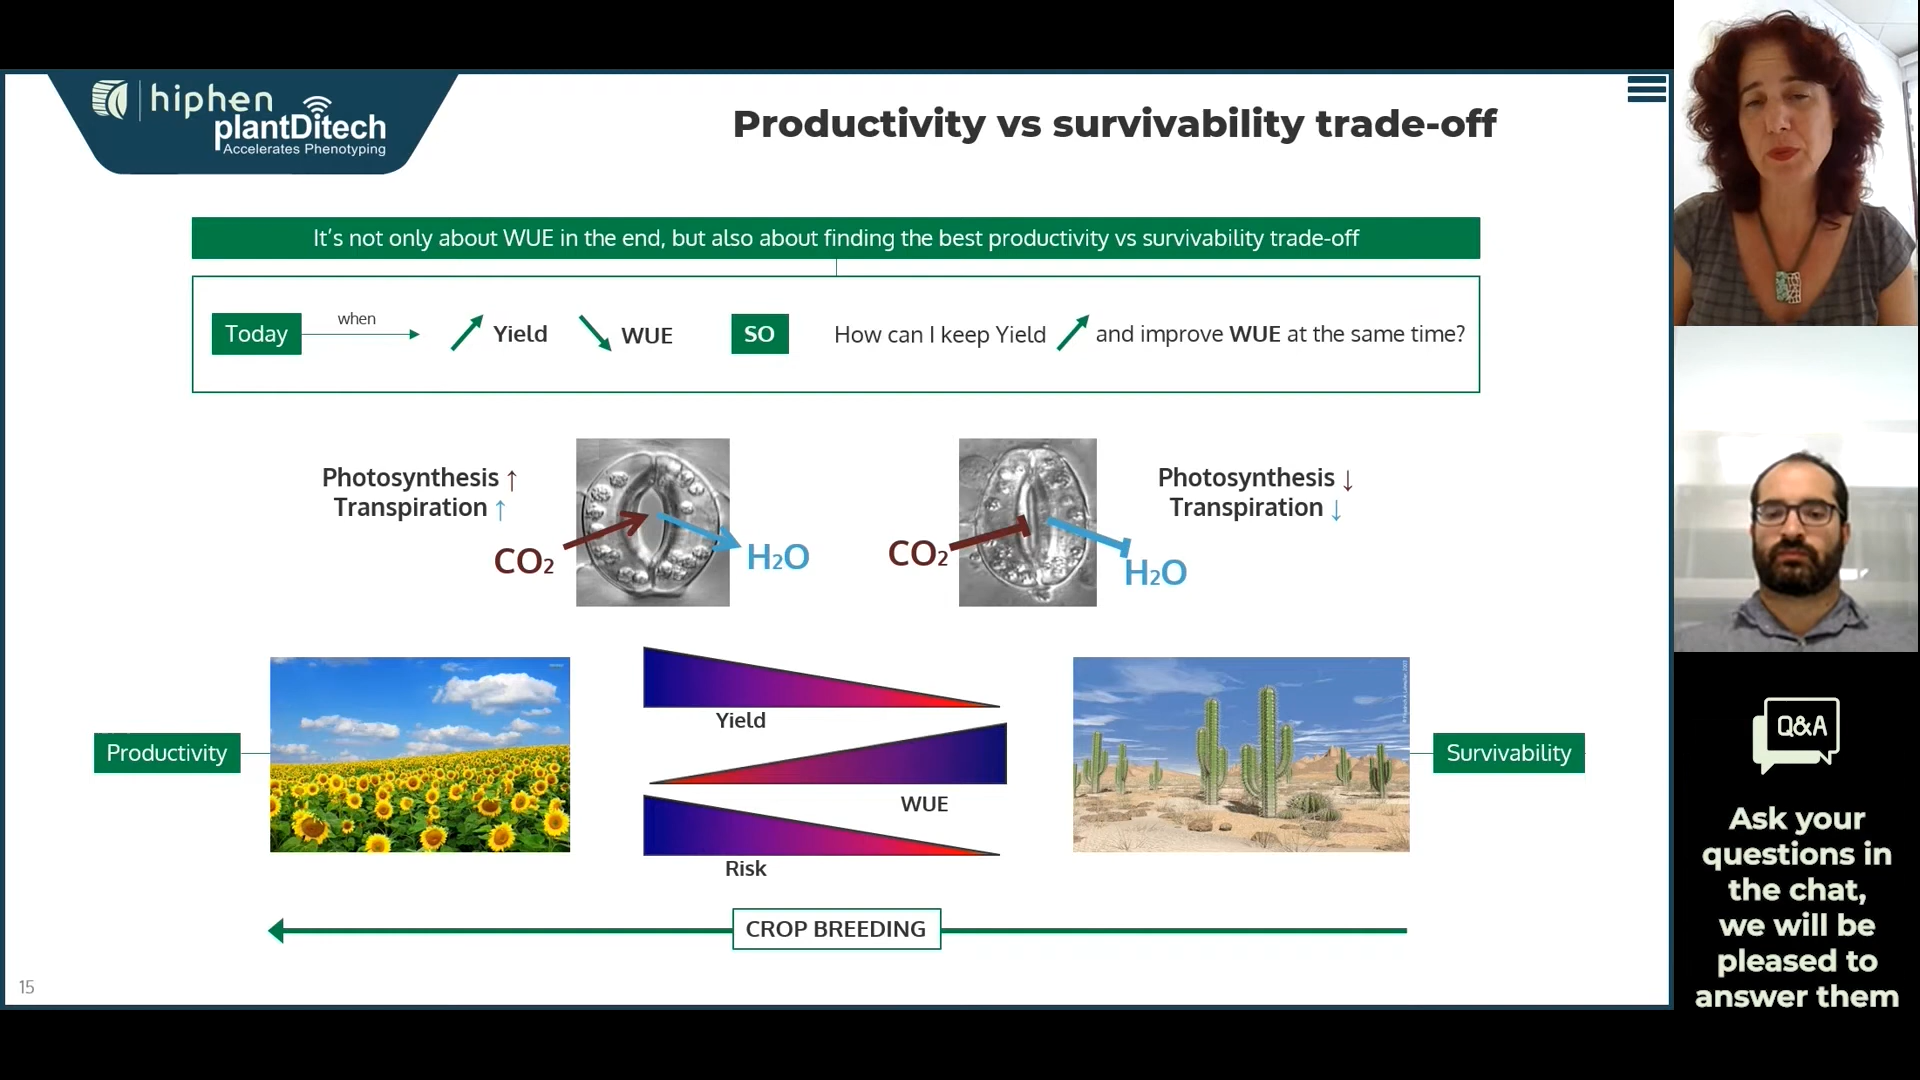 hiphen
plantDitech
Accelerates Phenotyping
Productivity vs survivability trade-off
It's not only about WUE in the end, but also about finding the best productivity vs survivability trade-off
Today when Yield WUE SO How can I keep Yield and improve WUE at the same time?
Photosynthesis ↑
Transpiration ↑
CO2
H2O
Photosynthesis ↓
Transpiration ↓
CO2
H2O
Productivity
Yield
WUE
Risk
Survivability
CROP BREEDING
15
Q&A
Ask your
questions in
the chat,
we will be
pleased to
answer them